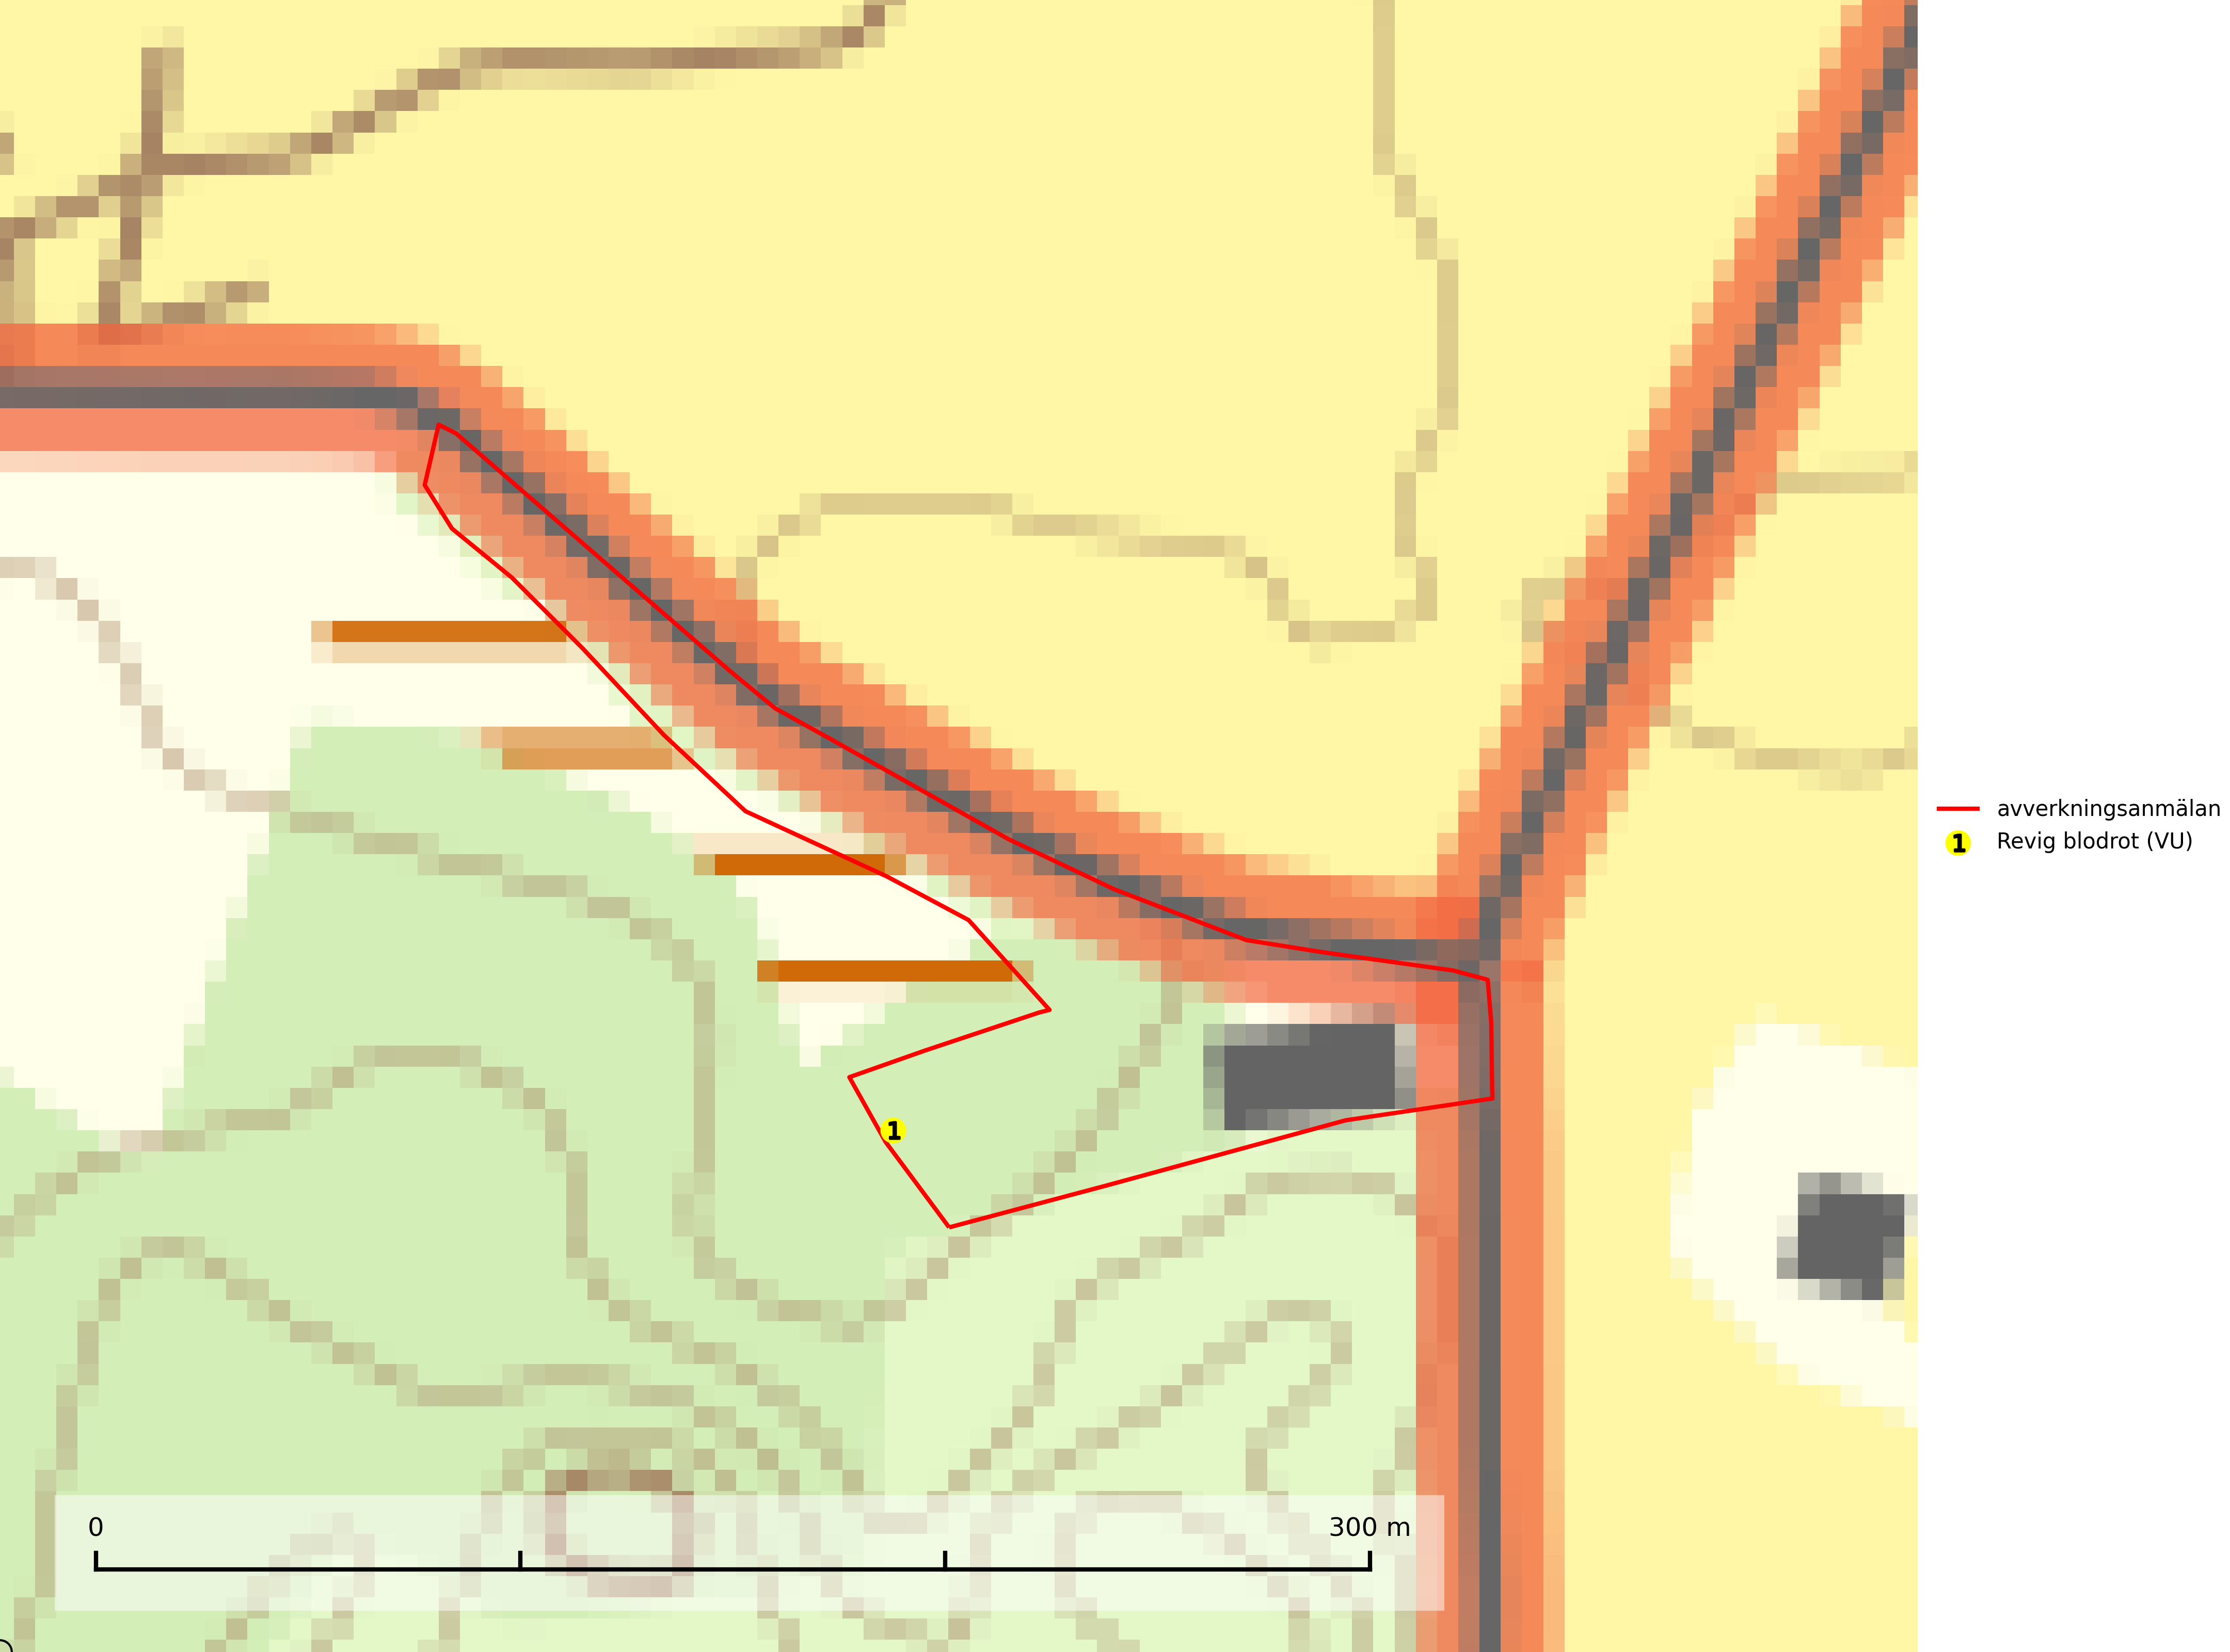 avverkningsanmälan
1 Revig blodrot (VU)
1
0 300 m